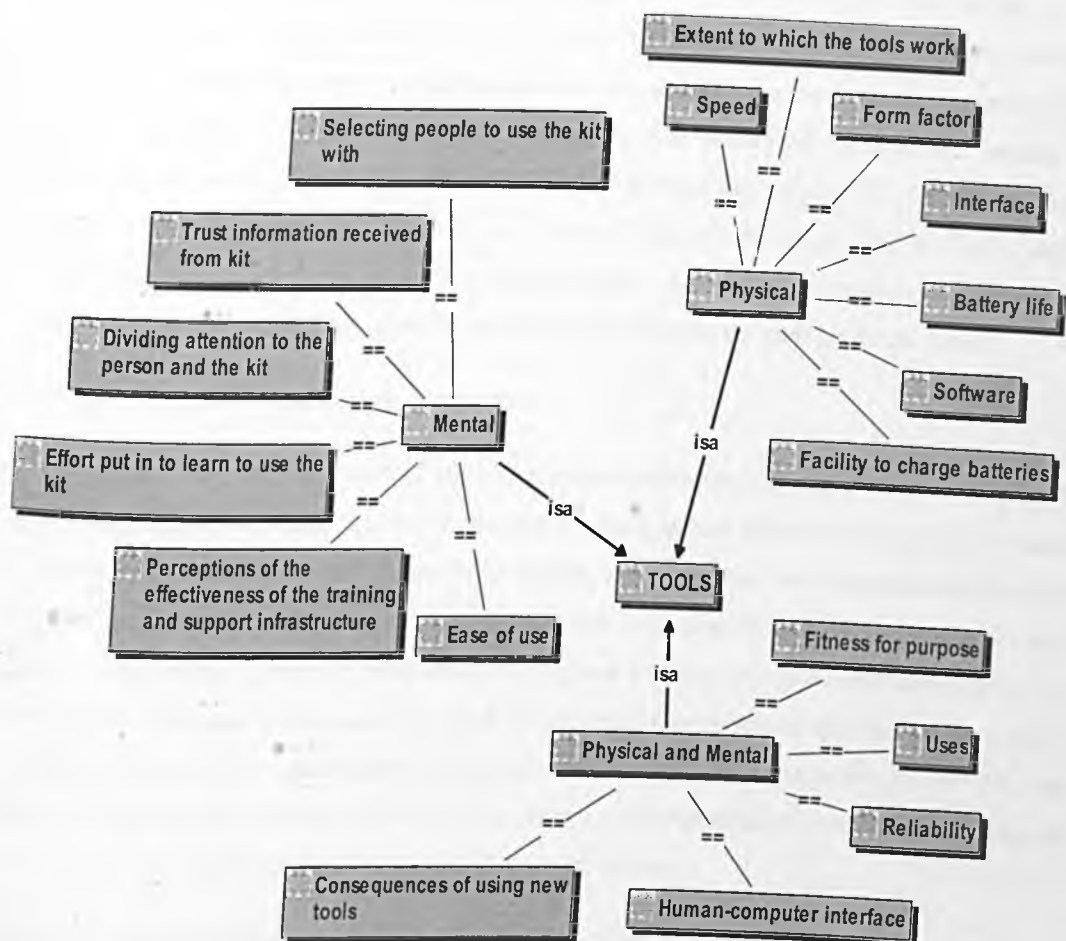 Extent to which the tools work
Speed
Form factor
Selecting people to use the kit
with
==
==
==
Interface
Trust information received
from kit
==
==
Physical
==
Battery life
==
Dividing attention to the
person and the kit
==
==
Software
==
Mental
isa
Effort put in to learn to use the
kit
==
Facility to charge batteries
==
isa
==
Perceptions of the
effectiveness of the training
and support infrastructure
TOOLS
Ease of use
Fitness for purpose
isa
==
Physical and Mental
==
Uses
==
Reliability
==
==
Consequences of using new
tools
Human-computer interface